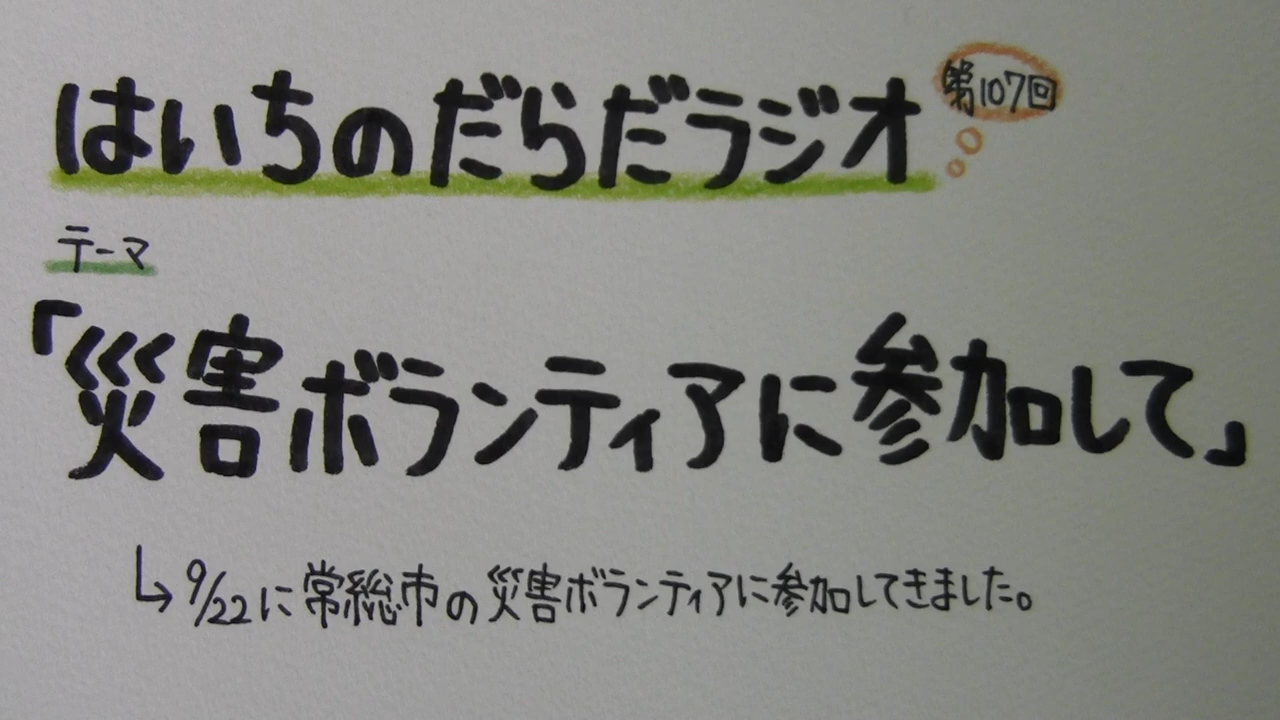 はいちのだらだラジオ 第107回
テーマ
「災害ボランティアに参加して」
↳9/22に常総市の災害ボランティアに参加してきました。